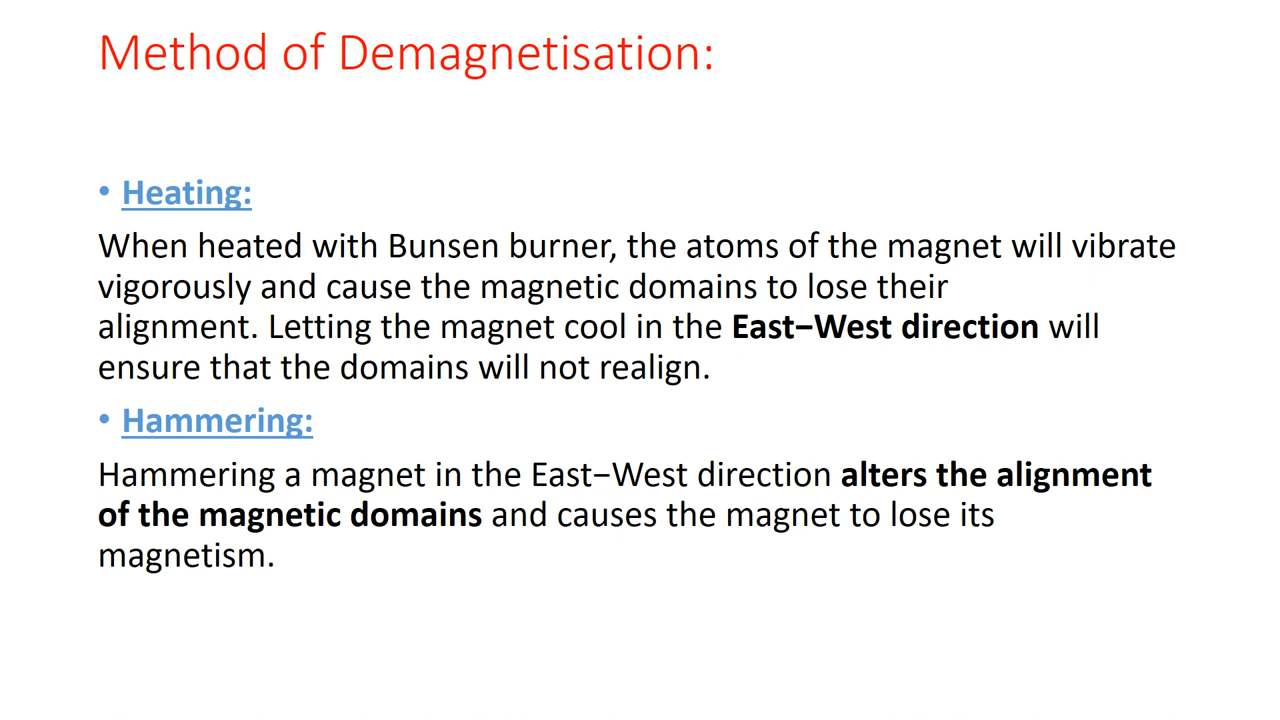 Method of Demagnetisation:
• Heating:
When heated with Bunsen burner, the atoms of the magnet will vibrate
vigorously and cause the magnetic domains to lose their
alignment. Letting the magnet cool in the East–West direction will
ensure that the domains will not realign.
• Hammering:
Hammering a magnet in the East–West direction alters the alignment
of the magnetic domains and causes the magnet to lose its
magnetism.